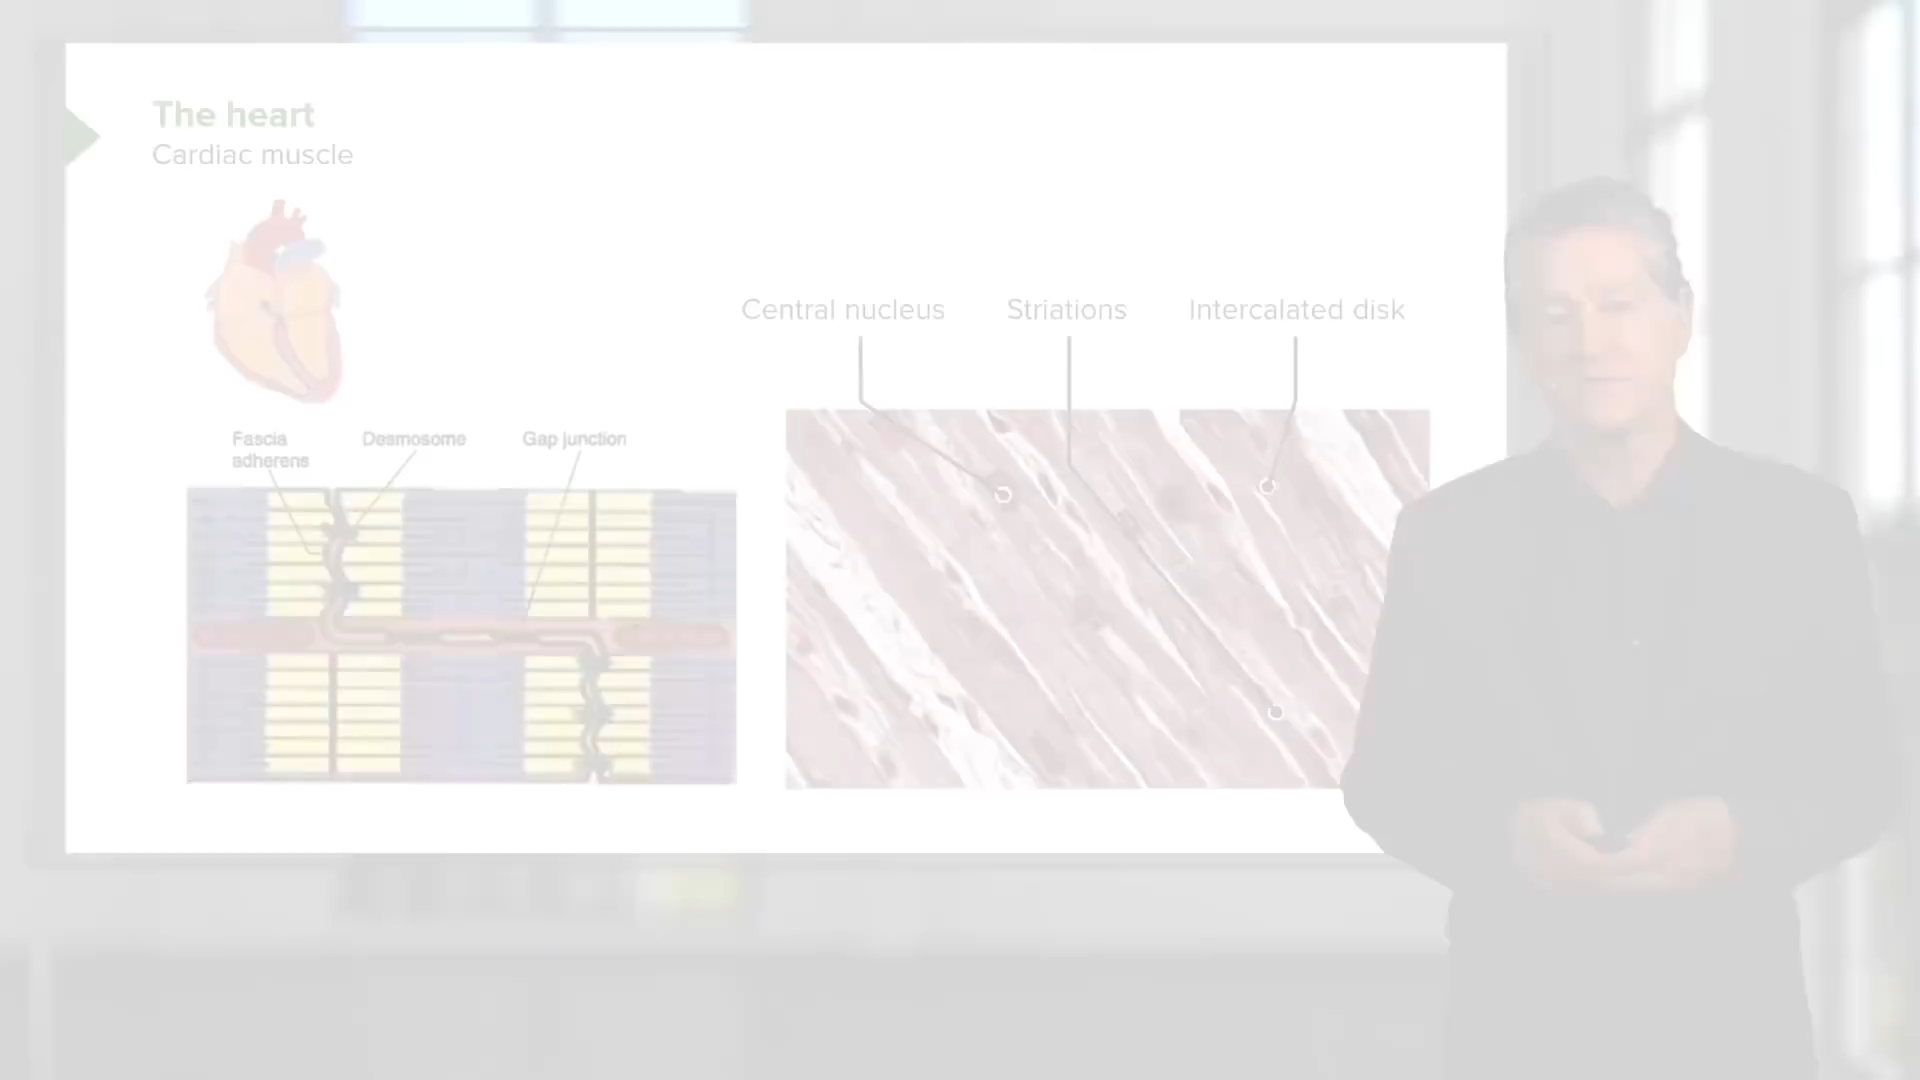 The heart
Cardiac muscle
Central nucleus
Striations
Intercalated disk
Fascia
adherens
Desmosome
Gap junction